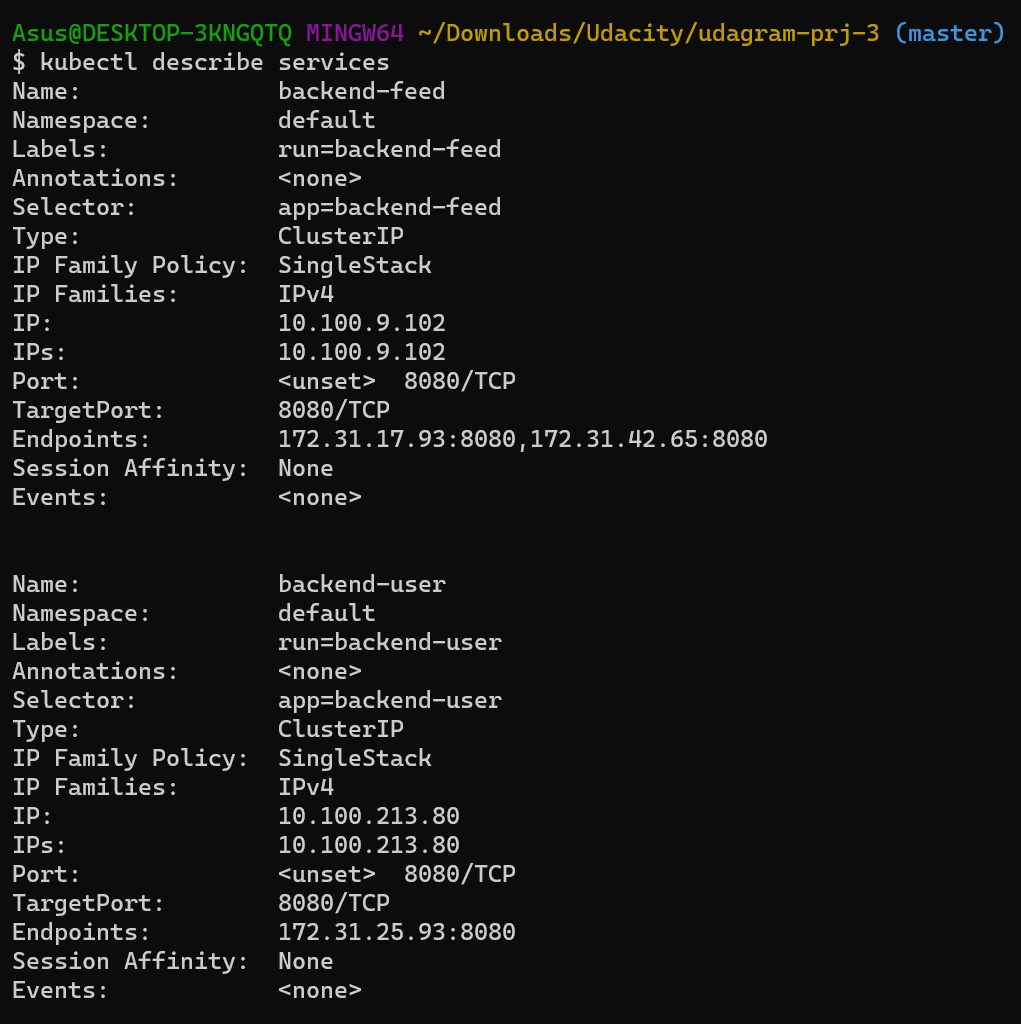 Asus@DESKTOP-3KNGQTQ MINGW64 ~/Downloads/Udacity/udagram-prj-3 (master)
$ kubectl describe services
Name:              backend-feed
Namespace:         default
Labels:            run=backend-feed
Annotations:       <none>
Selector:          app=backend-feed
Type:              ClusterIP
IP Family Policy:  SingleStack
IP Families:       IPv4
IP:                10.100.9.102
IPs:               10.100.9.102
Port:              <unset>  8080/TCP
TargetPort:        8080/TCP
Endpoints:         172.31.17.93:8080,172.31.42.65:8080
Session Affinity:  None
Events:            <none>
Name:              backend-user
Namespace:         default
Labels:            run=backend-user
Annotations:       <none>
Selector:          app=backend-user
Type:              ClusterIP
IP Family Policy:  SingleStack
IP Families:       IPv4
IP:                10.100.213.80
IPs:               10.100.213.80
Port:              <unset>  8080/TCP
TargetPort:        8080/TCP
Endpoints:         172.31.25.93:8080
Session Affinity:  None
Events:            <none>